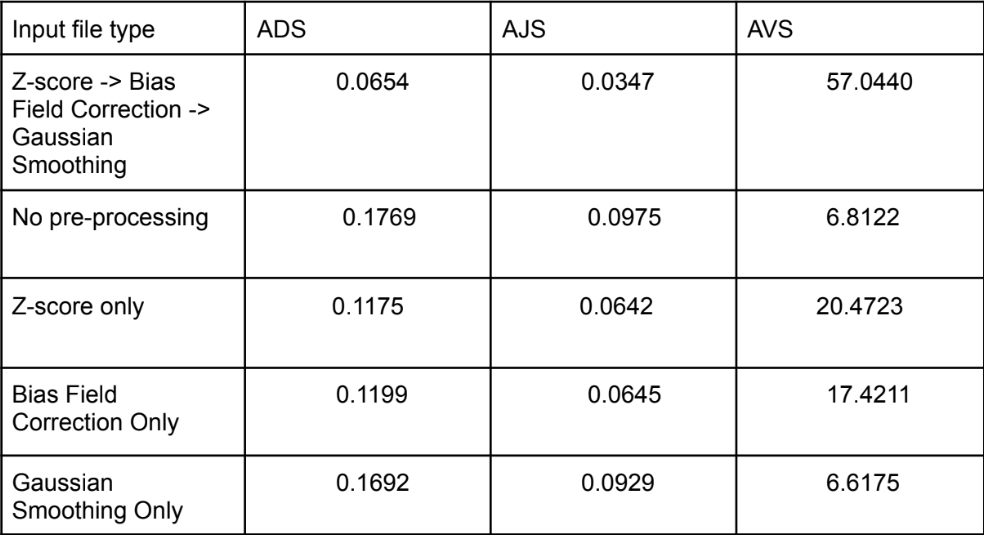 Input file type ADS AJS AVS
Z-score -> Bias 0.0654 0.0347 57.0440
Field Correction ->
Gaussian
Smoothing
No pre-processing 0.1769 0.0975 6.8122
Z-score only 0.1175 0.0642 20.4723
Bias Field 0.1199 0.0645 17.4211
Correction Only
Gaussian 0.1692 0.0929 6.6175
Smoothing Only